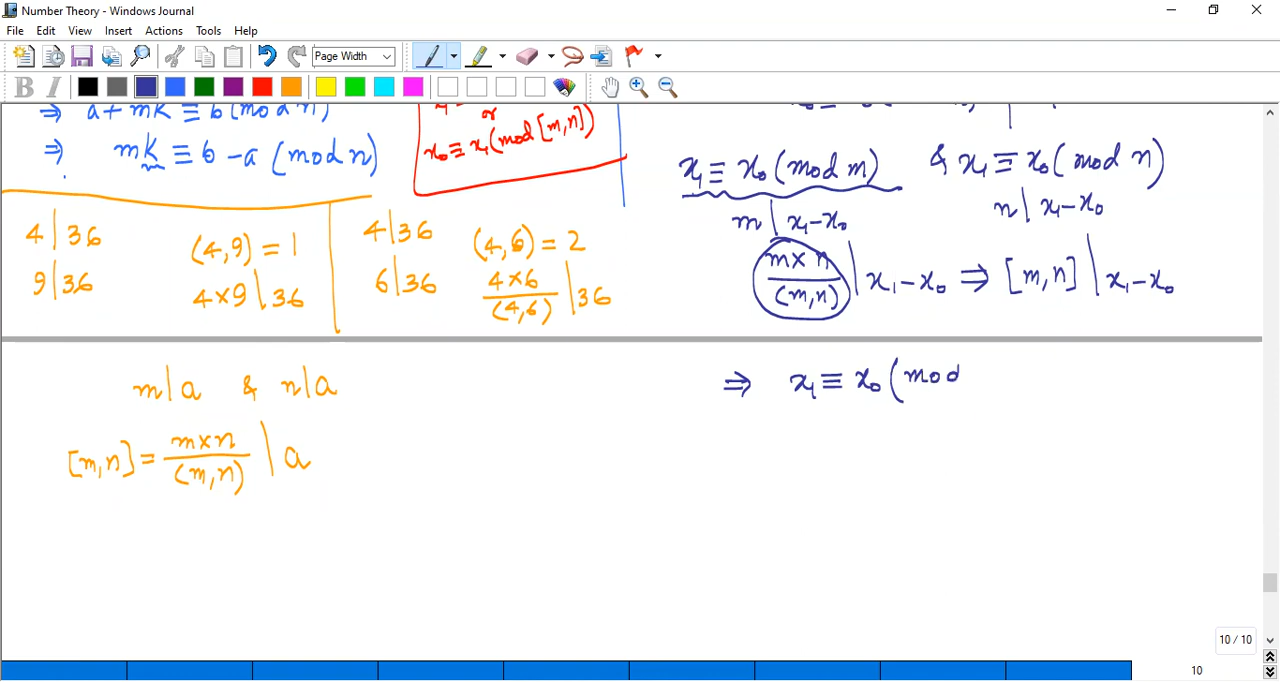 Number Theory - Windows Journal
File Edit View Insert Actions Tools Help
Page Width
B I
⇒ a + mk ≡ b (mod n)
⇒ mk ≡ b - a (mod n)
or
x₀ ≡ x₁ (mod [m,n])
x₁ ≡ x₀ (mod m) & x₁ ≡ x₀ (mod n)
m | x₁-x₀ n | x₁-x₀
m×n/(m,n) | x₁-x₀ ⇒ [m,n] | x₁-x₀
4|36 (4,9) = 1
9|36 4×9 | 36
4|36 (4,6) = 2
6|36 4×6/(4,6) | 36
m|a & n|a
[m,n] = m×n/(m,n) | a
⇒ x₁ ≡ x₀ (mod
10 / 10
10